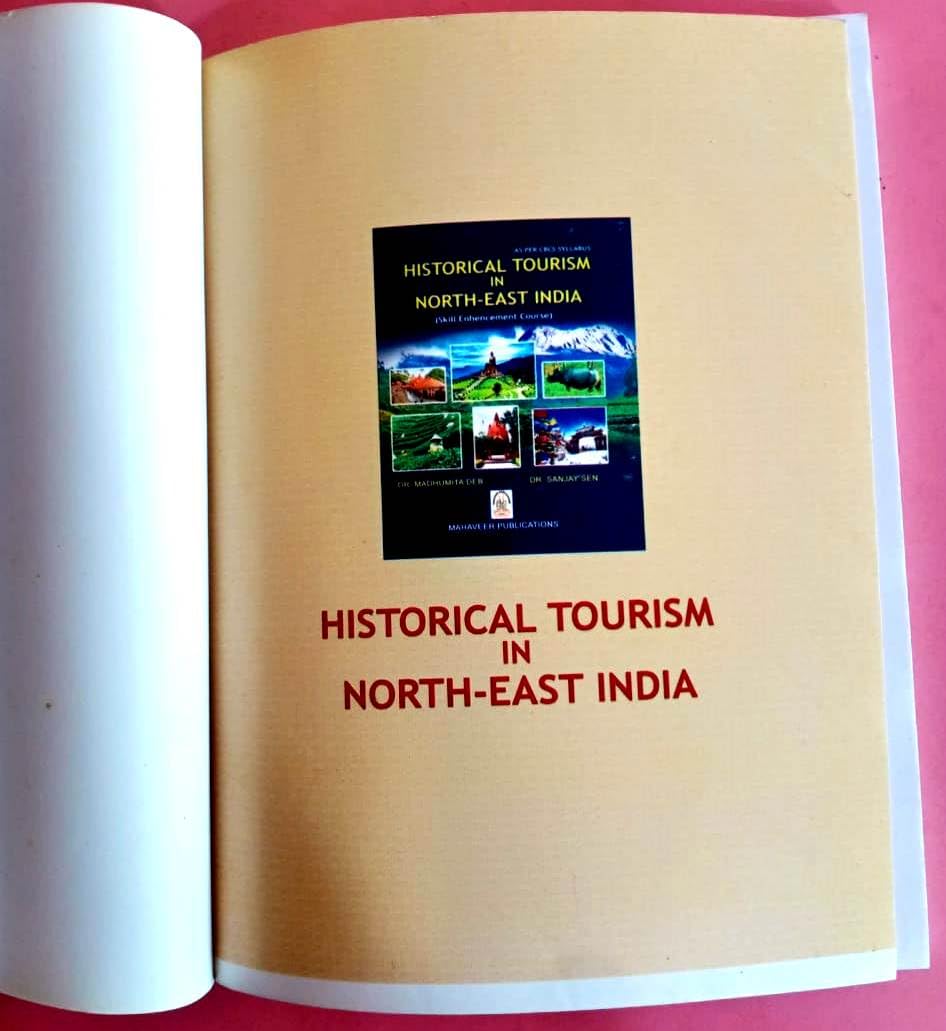 AS PER CBCS SYLLABUS
HISTORICAL TOURISM
IN
NORTH-EAST INDIA
(Skill Enhencement Course)
DR. MADHUMITA DEB DR. SANJAY SEN
MAHAVEER PUBLICATIONS
HISTORICAL TOURISM
IN
NORTH-EAST INDIA